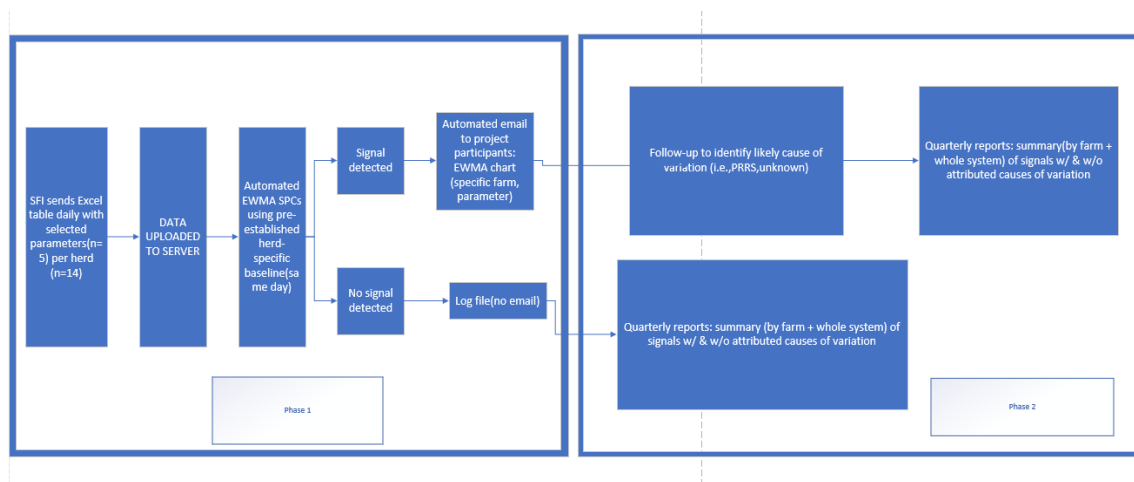 SFI sends Excel
table daily with
selected
parameters(n=
5) per herd
(n=14)
DATA
UPLOADED
TO SERVER
Automated
EWMA SPCs
using pre-
established
herd-
specific
baseline(sa
me day)
Signal
detected
Automated email
to project
participants:
EWMA chart
(specific farm,
parameter)
No signal
detected
Log file(no email)
Phase 1
Follow-up to identify likely cause of
variation (i.e.,PRRS,unknown)
Quarterly reports: summary(by farm +
whole system) of signals w/ & w/o
attributed causes of variation
Quarterly reports: summary (by farm + whole system) of
signals w/ & w/o attributed causes of variation
Phase 2